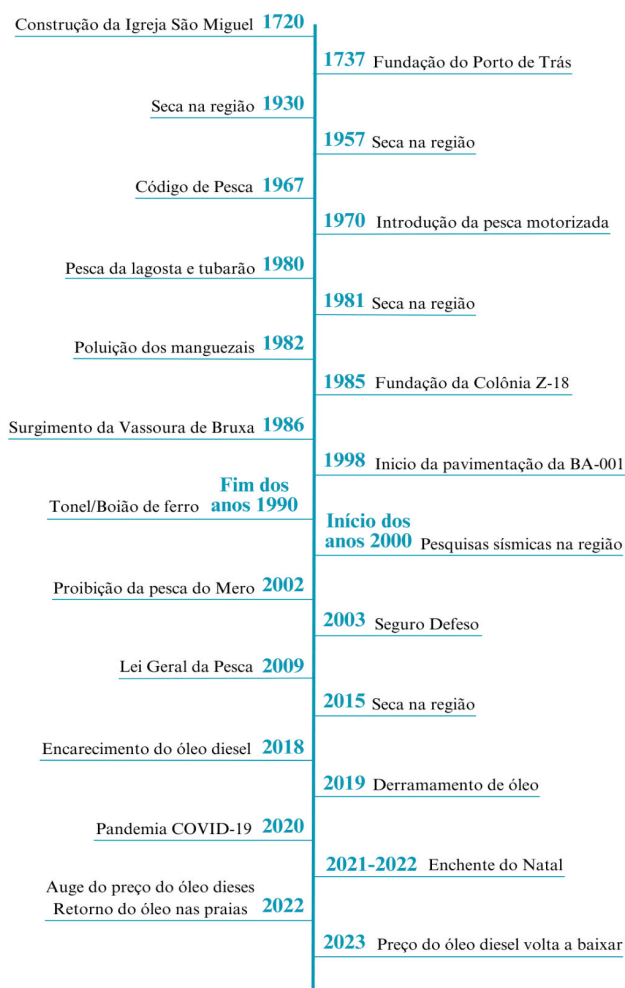 Construção da Igreja São Miguel 1720
1737 Fundação do Porto de Trás
Seca na região 1930
1957 Seca na região
Código de Pesca 1967
1970 Introdução da pesca motorizada
Pesca da lagosta e tubarão 1980
1981 Seca na região
Poluição dos manguezais 1982
1985 Fundação da Colônia Z-18
Surgimento da Vassoura de Bruxa 1986
1998 Inicio da pavimentação da BA-001
Fim dos
Tonel/Boião de ferro anos 1990
Início dos
anos 2000 Pesquisas sísmicas na região
Proibição da pesca do Mero 2002
2003 Seguro Defeso
Lei Geral da Pesca 2009
2015 Seca na região
Encarecimento do óleo diesel 2018
2019 Derramamento de óleo
Pandemia COVID-19 2020
2021-2022 Enchente do Natal
Auge do preço do óleo dieses
Retorno do óleo nas praias 2022
2023 Preço do óleo diesel volta a baixar